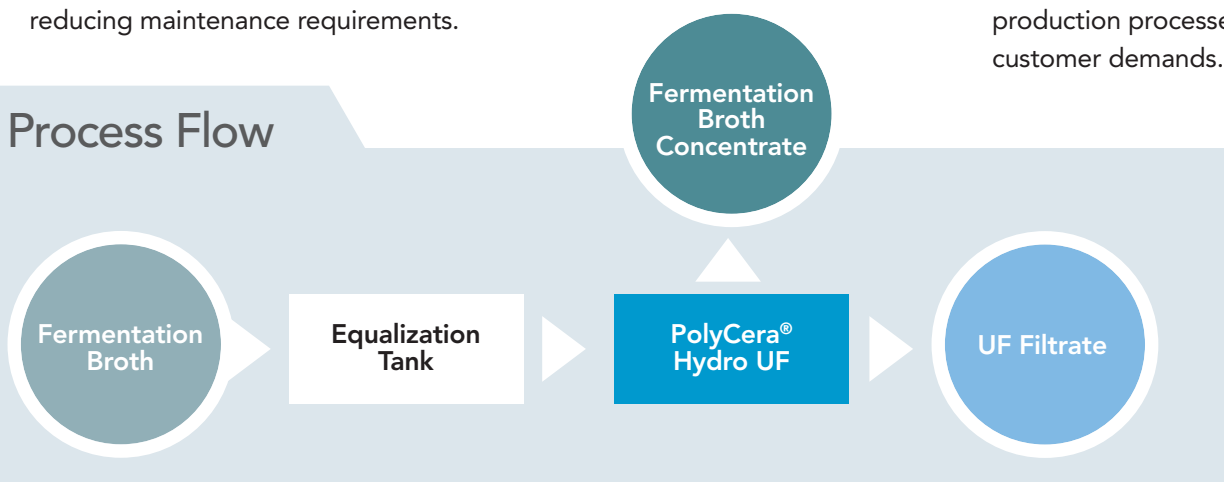 reducing maintenance requirements.
production processe
customer demands.
Process Flow
Fermentation
Broth
Concentrate
Fermentation
Broth
Equalization
Tank
PolyCera®
Hydro UF
UF Filtrate